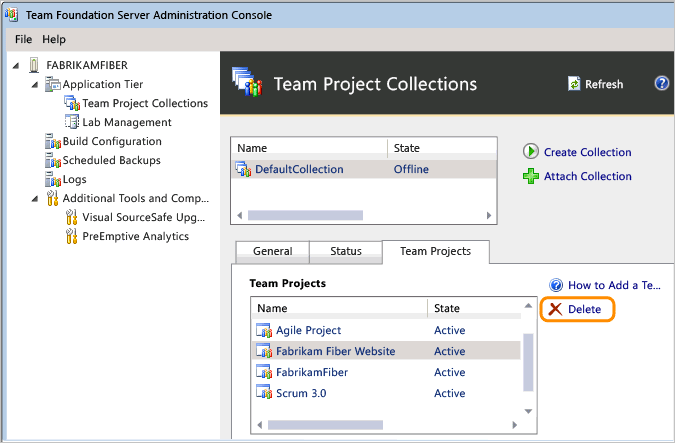 Team Foundation Server Administration Console
File Help
FABRIKAMFIBER
Application Tier
Team Project Collections
Lab Management
Build Configuration
Scheduled Backups
Logs
Additional Tools and Comp...
Visual SourceSafe Upg...
PreEmptive Analytics
Team Project Collections
Refresh
?
Name State
DefaultCollection Offline
Create Collection
Attach Collection
General Status Team Projects
Team Projects
Name State
Agile Project Active
Fabrikam Fiber Website Active
FabrikamFiber Active
Scrum 3.0 Active
? How to Add a Te...
Delete